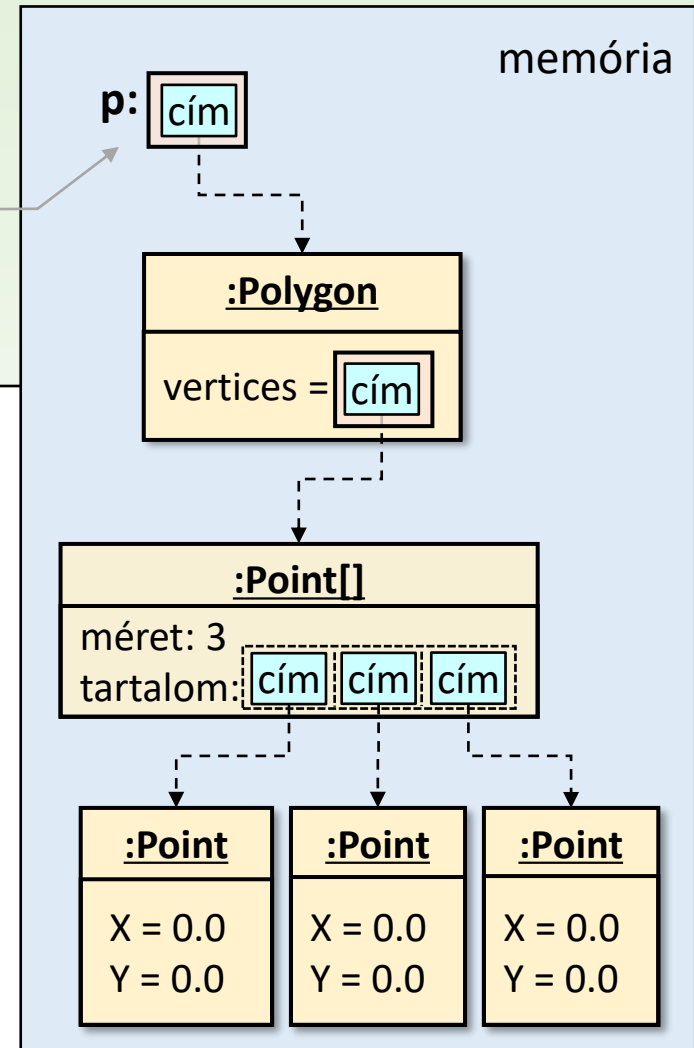 memória
p: cím
:Polygon
vertices = cím
:Point[]
méret: 3
tartalom: cím cím cím
:Point :Point :Point
X = 0.0 X = 0.0 X = 0.0
Y = 0.0 Y = 0.0 Y = 0.0